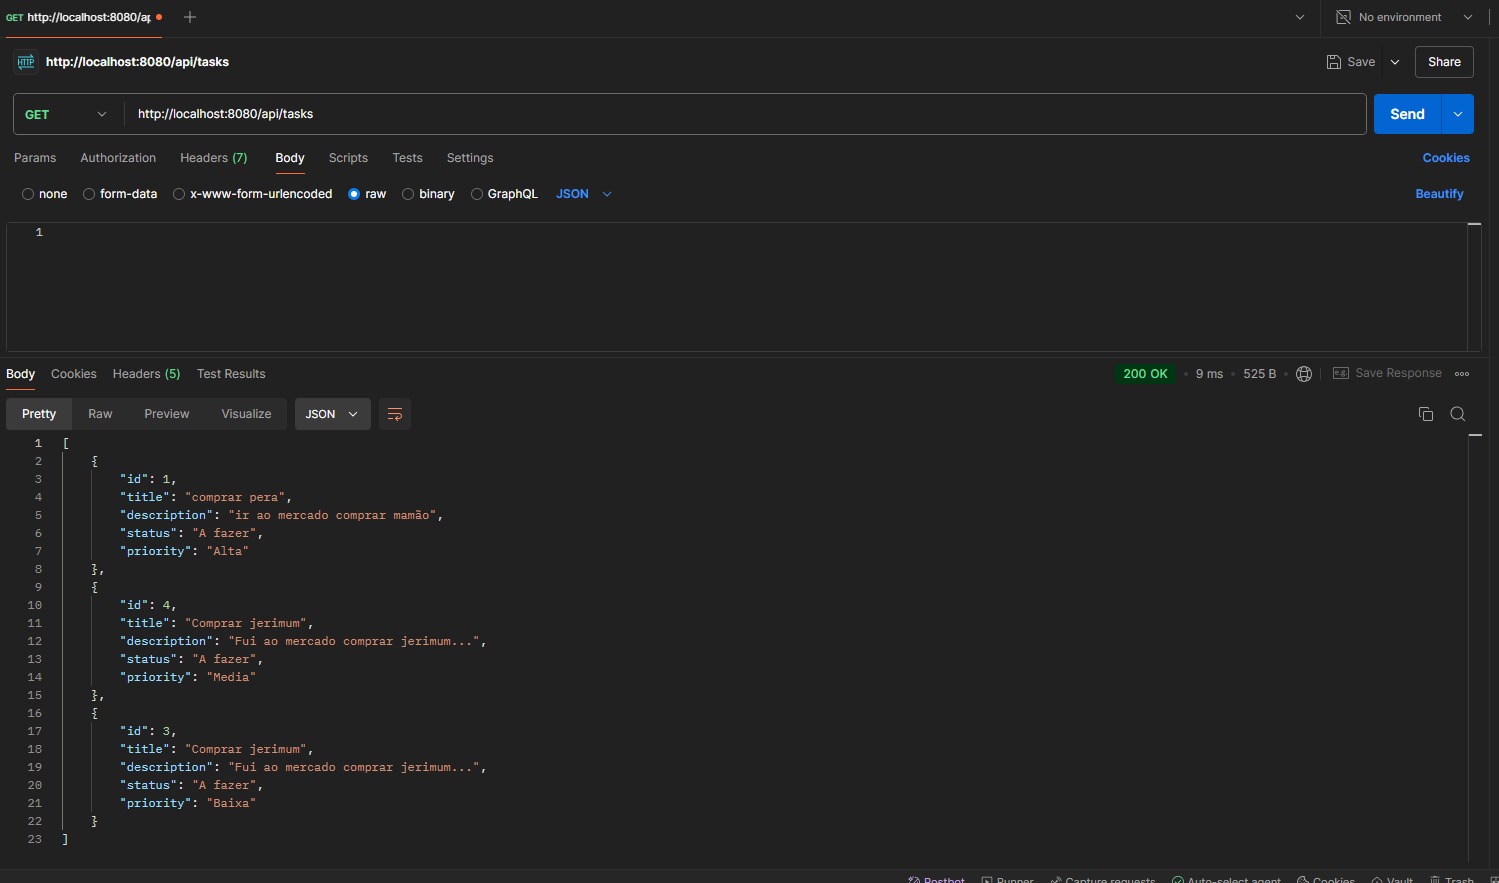 GET http://localhost:8080/ap
No environment
HTTP http://localhost:8080/api/tasks
Save
Share
GET
http://localhost:8080/api/tasks
Send
Params Authorization Headers (7) Body Scripts Tests Settings
Cookies
none form-data x-www-form-urlencoded raw binary GraphQL JSON
Beautify
1
Body Cookies Headers (5) Test Results
200 OK • 9 ms • 525 B
e.g. Save Response
Pretty Raw Preview Visualize JSON
1 [
2 {
3 "id": 1,
4 "title": "comprar pera",
5 "description": "ir ao mercado comprar mamão",
6 "status": "A fazer",
7 "priority": "Alta"
8 },
9 {
10 "id": 4,
11 "title": "Comprar jerimum",
12 "description": "Fui ao mercado comprar jerimum...",
13 "status": "A fazer",
14 "priority": "Media"
15 },
16 {
17 "id": 3,
18 "title": "Comprar jerimum",
19 "description": "Fui ao mercado comprar jerimum...",
20 "status": "A fazer",
21 "priority": "Baixa"
22 }
23 ]
Postbot Runner Capture requests Auto-select agent Cookies Vault Trash